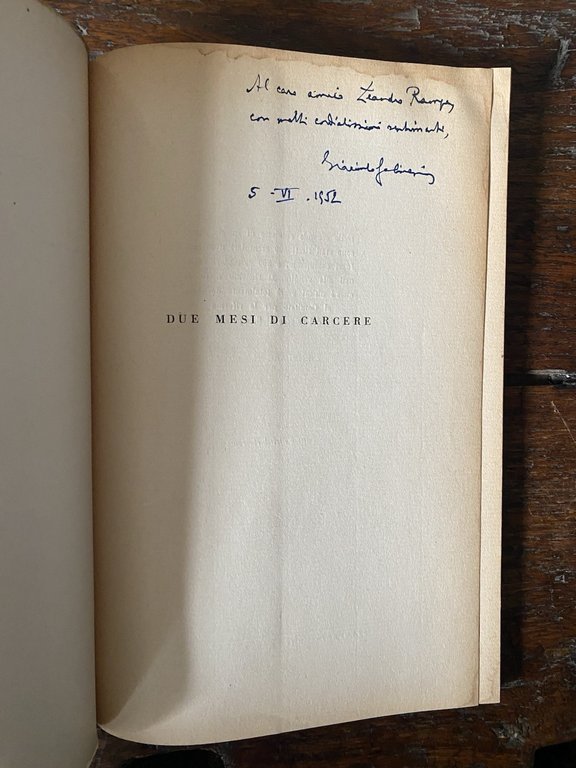 Al caro amico Leandro
con molti cordialissimi sentimenti,
5 - VI . 1952
DUE MESI DI CARCERE